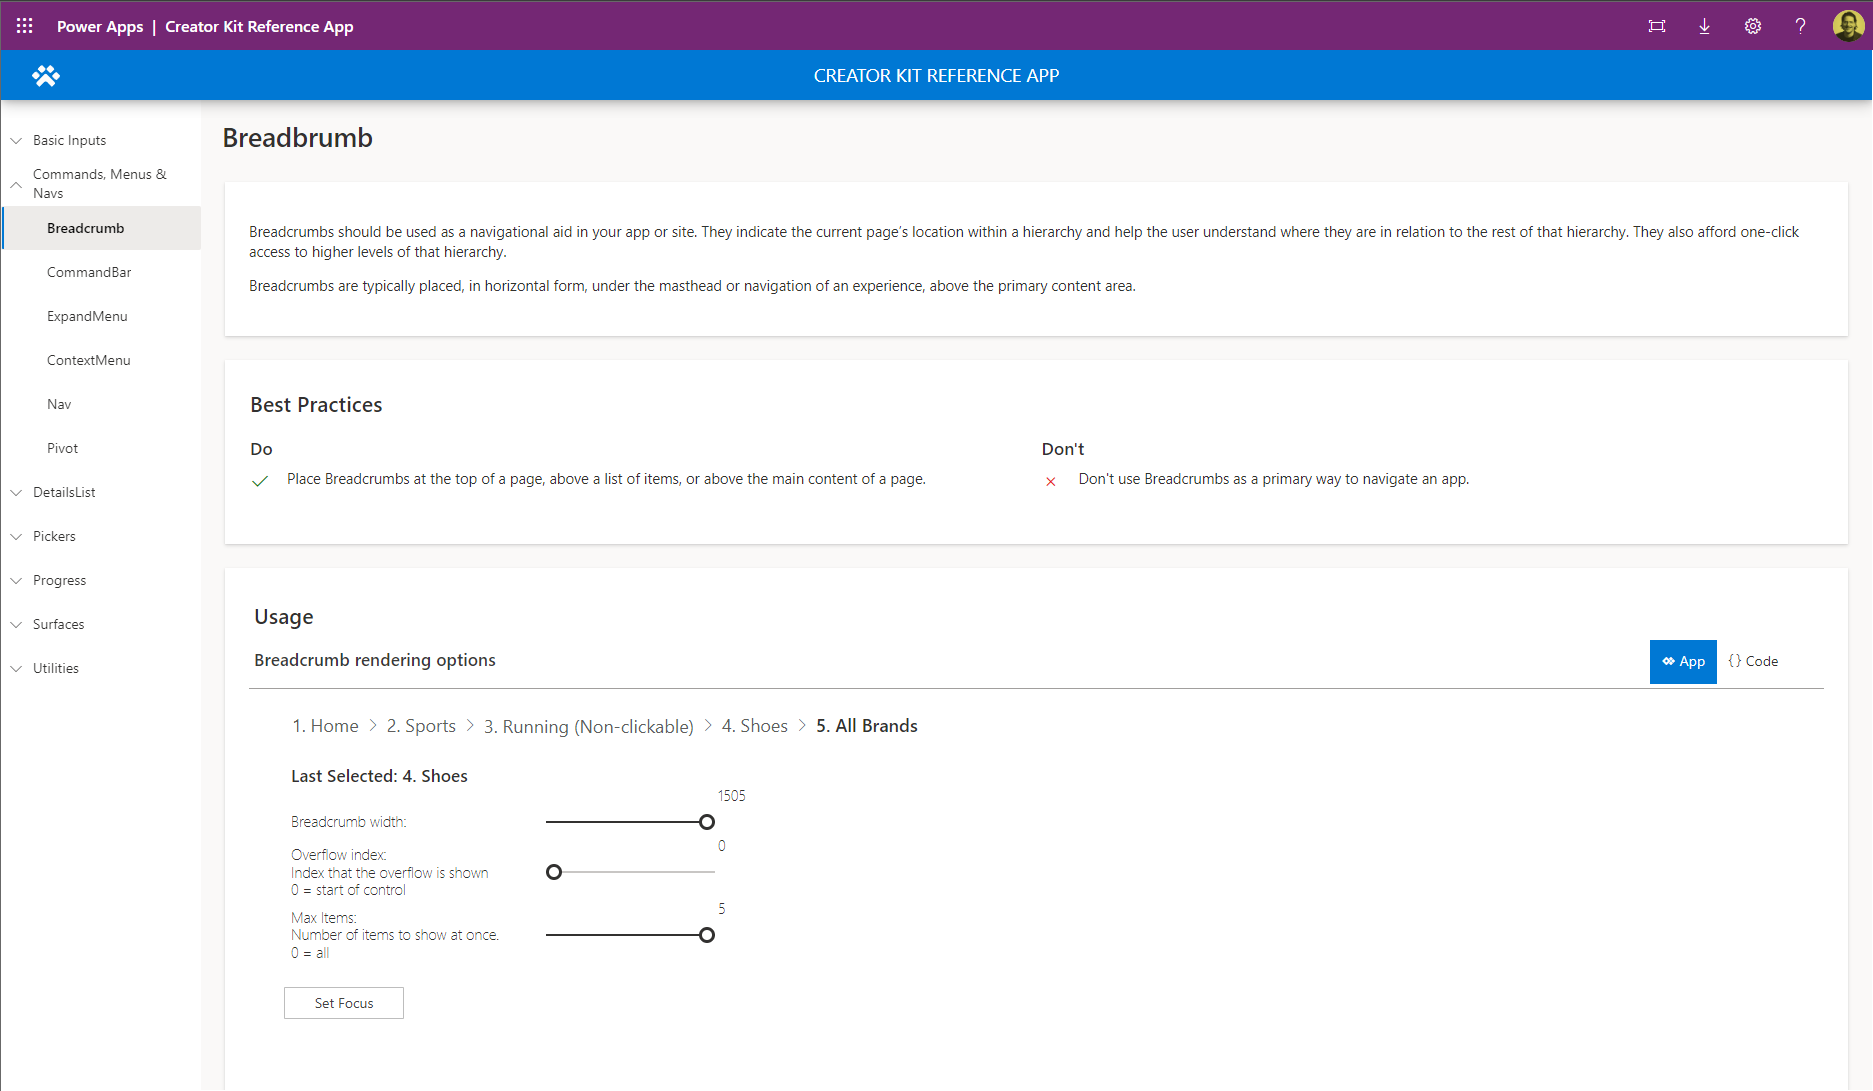 Power Apps | Creator Kit Reference App
?
CREATOR KIT REFERENCE APP
Basic Inputs
Commands, Menus &
Navs
Breadcrumb
CommandBar
ExpandMenu
ContextMenu
Nav
Pivot
DetailsList
Pickers
Progress
Surfaces
Utilities
Breadbrumb
Breadcrumbs should be used as a navigational aid in your app or site. They indicate the current page's location within a hierarchy and help the user understand where they are in relation to the rest of that hierarchy. They also afford one-click
access to higher levels of that hierarchy.
Breadcrumbs are typically placed, in horizontal form, under the masthead or navigation of an experience, above the primary content area.
Best Practices
Do
Place Breadcrumbs at the top of a page, above a list of items, or above the main content of a page.
Don't
Don't use Breadcrumbs as a primary way to navigate an app.
Usage
Breadcrumb rendering options
App
{} Code
1. Home > 2. Sports > 3. Running (Non-clickable) > 4. Shoes > 5. All Brands
Last Selected: 4. Shoes
1505
Breadcrumb width:
0
Overflow index:
Index that the overflow is shown
0 = start of control
5
Max Items:
Number of items to show at once.
0 = all
Set Focus